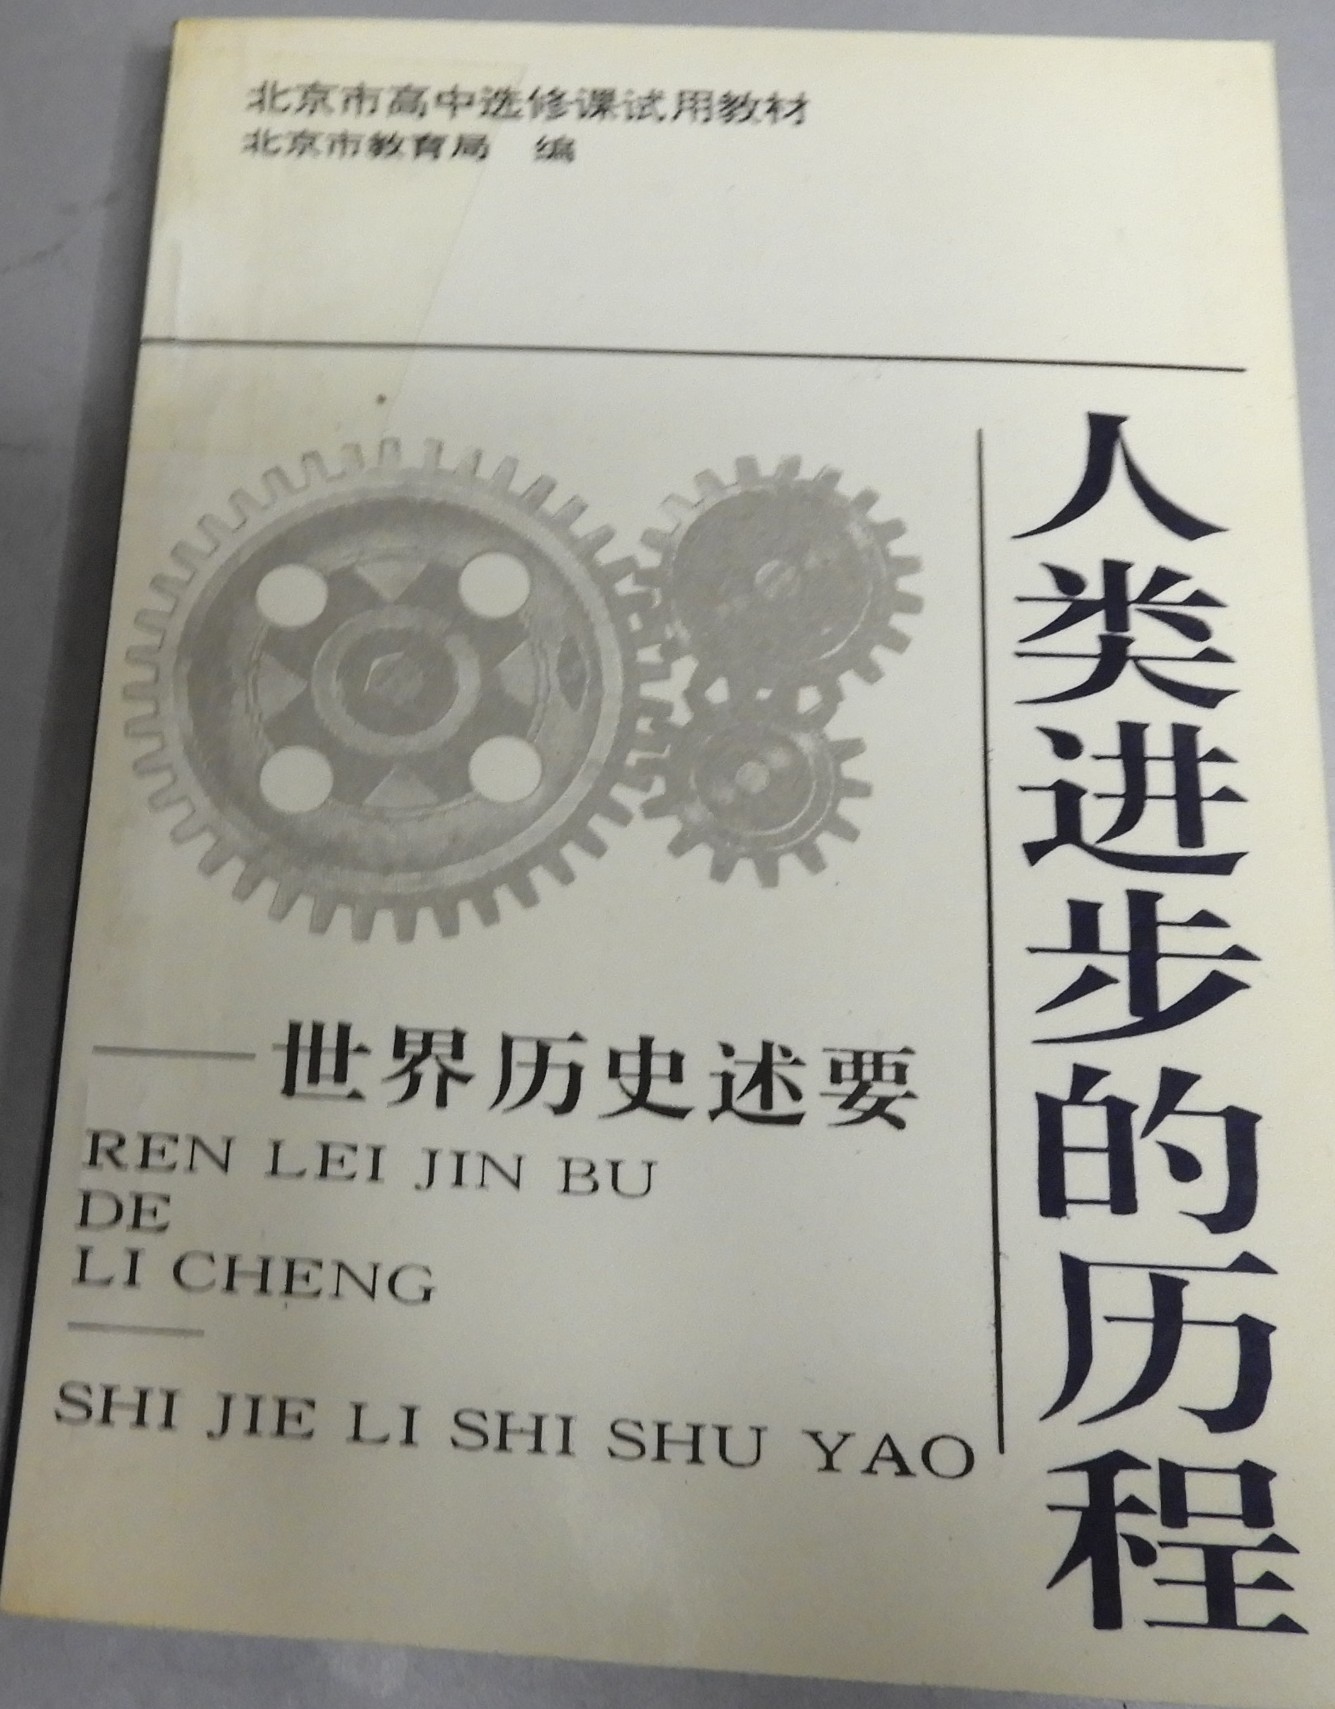 北京市高中选修课试用教材
北京市教育局 编
人类进步的历程
——世界历史述要
REN LEI JIN BU
DE
LI CHENG
SHI JIE LI SHI SHU YAO